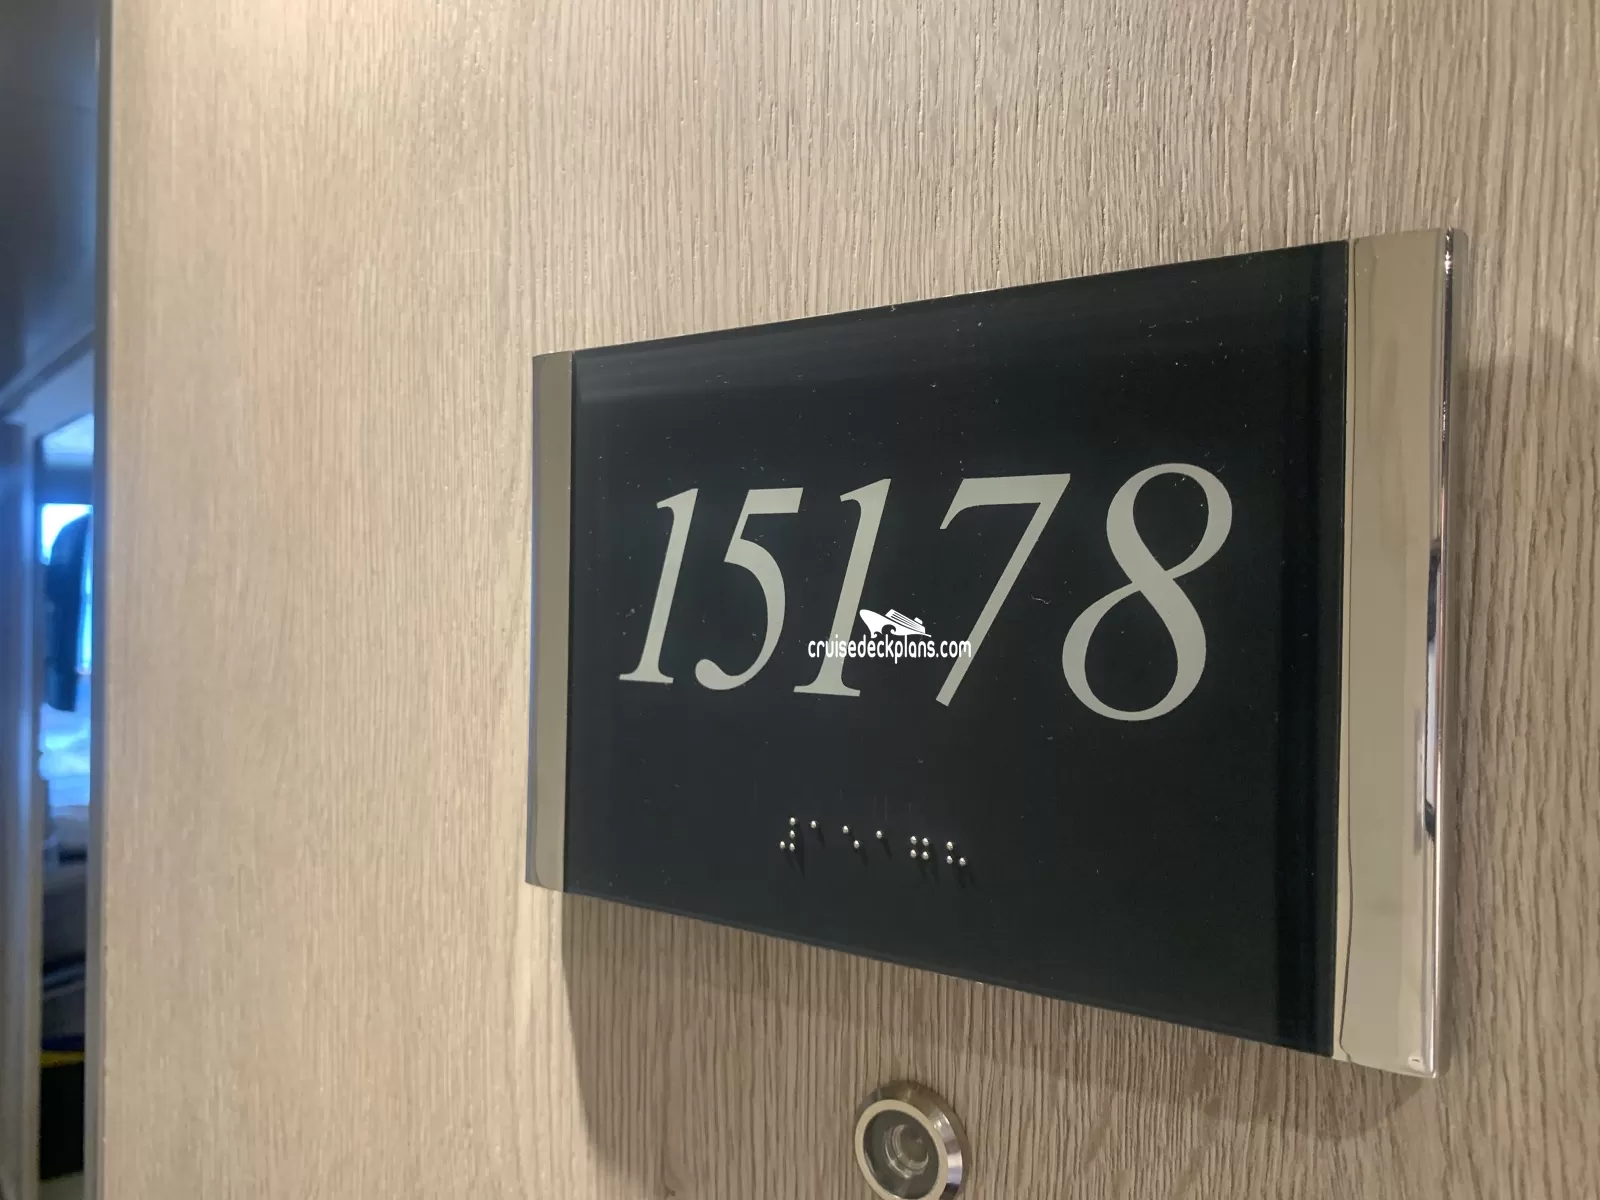 15178
cruisedeckplans.com
⠼⠁⠑⠁⠛⠓